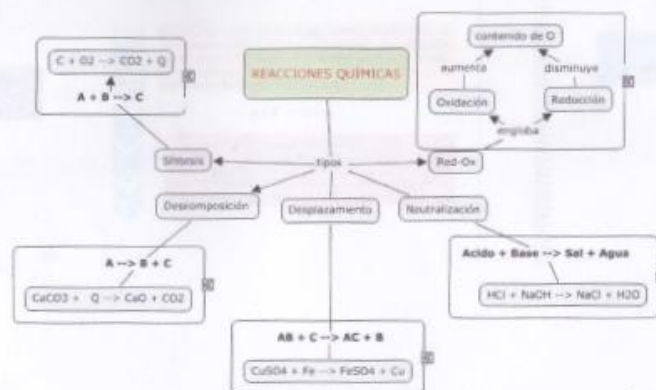 REACCIONES QUÍMICAS
tipos
Síntesis
C + O2 --> CO2 + Q
A + B --> C
Red-Ox
contenido de O
aumenta
disminuye
Oxidación
Reducción
engloba
Descomposición
Desplazamiento
Neutralización
A --> B + C
CaCO3 + Q --> CaO + CO2
AB + C --> AC + B
CuSO4 + Fe --> FeSO4 + Cu
Acido + Base --> Sal + Agua
HCl + NaOH --> NaCl + H2O